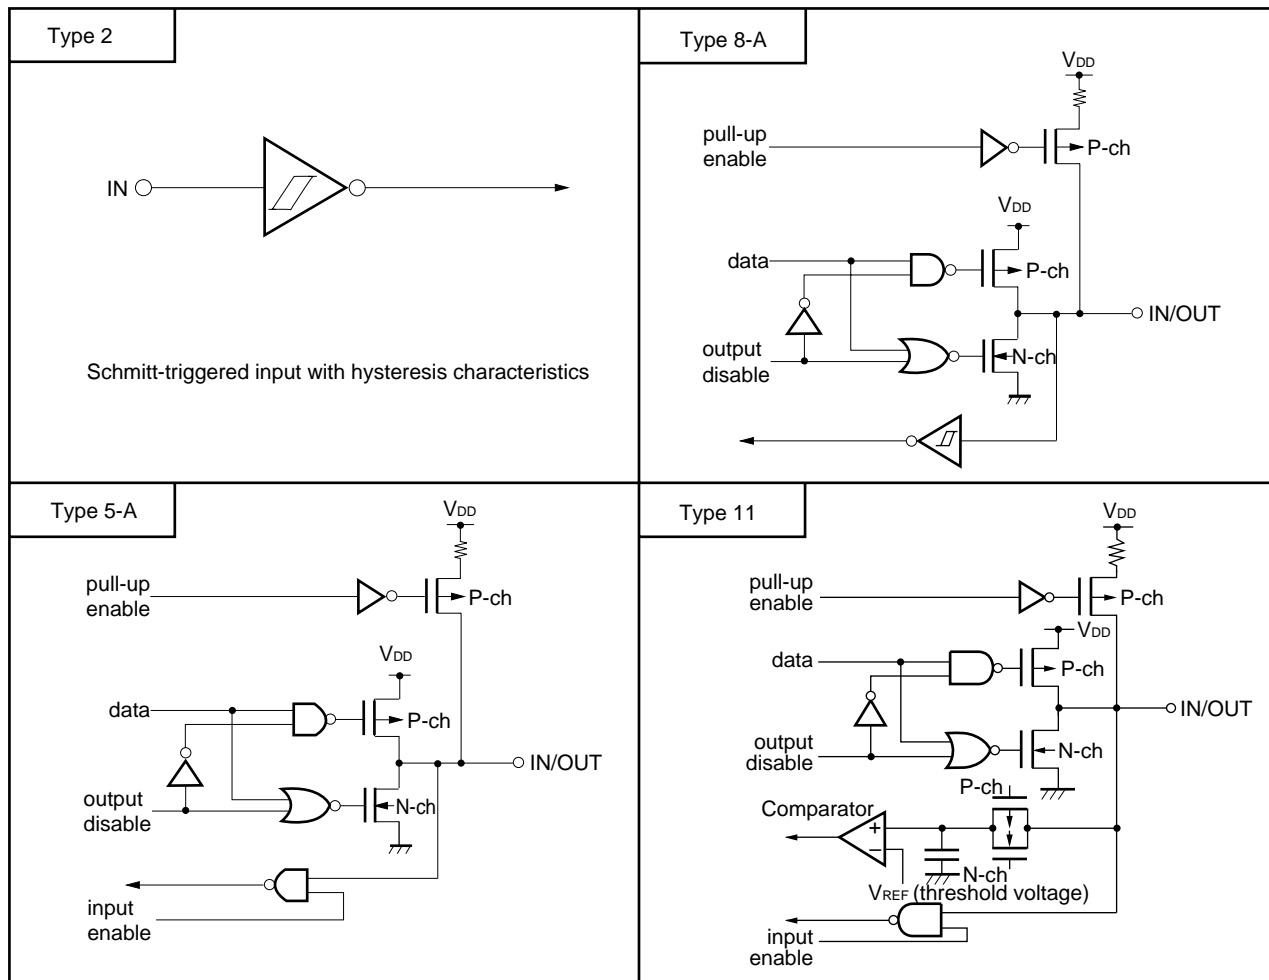 Type 2
IN
Schmitt-triggered input with hysteresis characteristics
Type 8-A
VDD
pull-up
enable
P-ch
VDD
data
P-ch
IN/OUT
output
disable
N-ch
Type 5-A
VDD
pull-up
enable
P-ch
VDD
data
P-ch
IN/OUT
output
disable
N-ch
input
enable
Type 11
VDD
pull-up
enable
P-ch
VDD
data
P-ch
IN/OUT
output
disable
N-ch
P-ch
Comparator
+
−
N-ch
VREF (threshold voltage)
input
enable